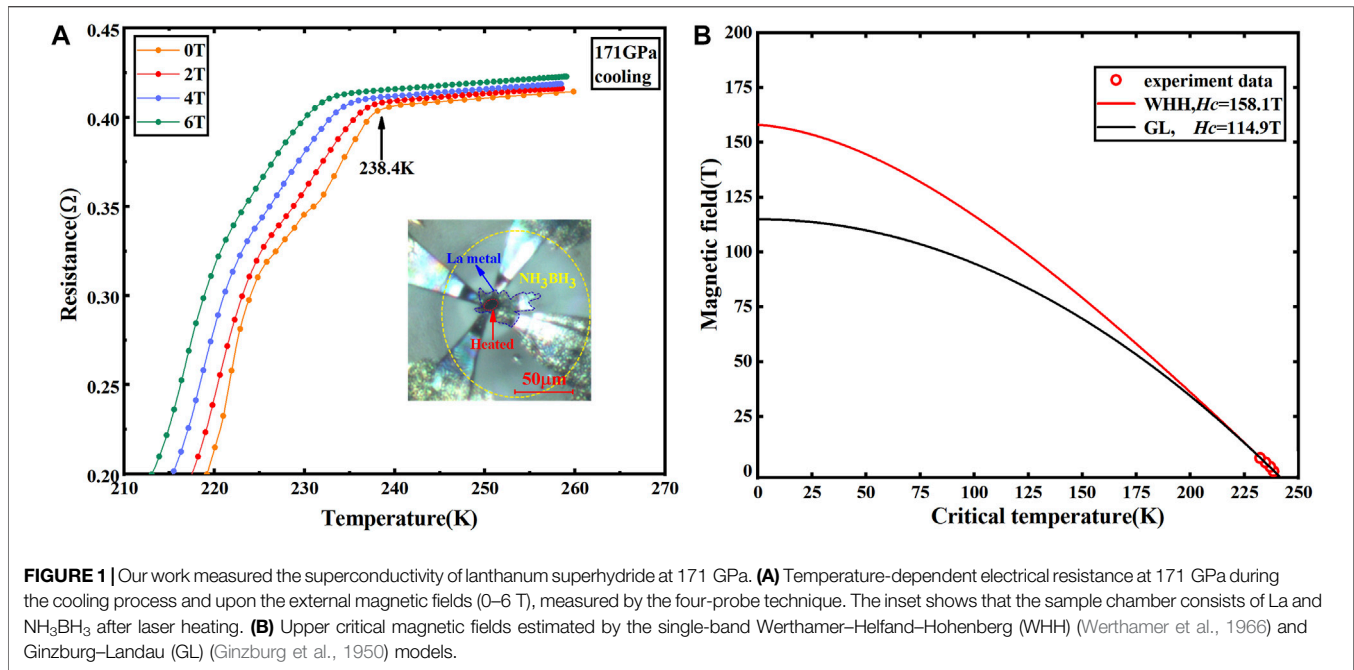 A
0.45
0.40
0.35
0.30
0.25
0.20
Resistance(Ω)
0T
2T
4T
6T
171GPa
cooling
238.4K
La metal
NH₃BH₃
Heated
50μm
210 220 230 240 250 260 270
Temperature(K)
B
200
175
150
125
100
75
50
25
0
Magnetic field(T)
experiment data
WHH,Hc=158.1T
GL, Hc=114.9T
0 25 50 75 100 125 150 175 200 225 250
Critical temperature(K)
FIGURE 1 | Our work measured the superconductivity of lanthanum superhydride at 171 GPa. (A) Temperature-dependent electrical resistance at 171 GPa during
the cooling process and upon the external magnetic fields (0–6 T), measured by the four-probe technique. The inset shows that the sample chamber consists of La and
NH₃BH₃ after laser heating. (B) Upper critical magnetic fields estimated by the single-band Werthamer–Helfand–Hohenberg (WHH) (Werthamer et al., 1966) and
Ginzburg–Landau (GL) (Ginzburg et al., 1950) models.